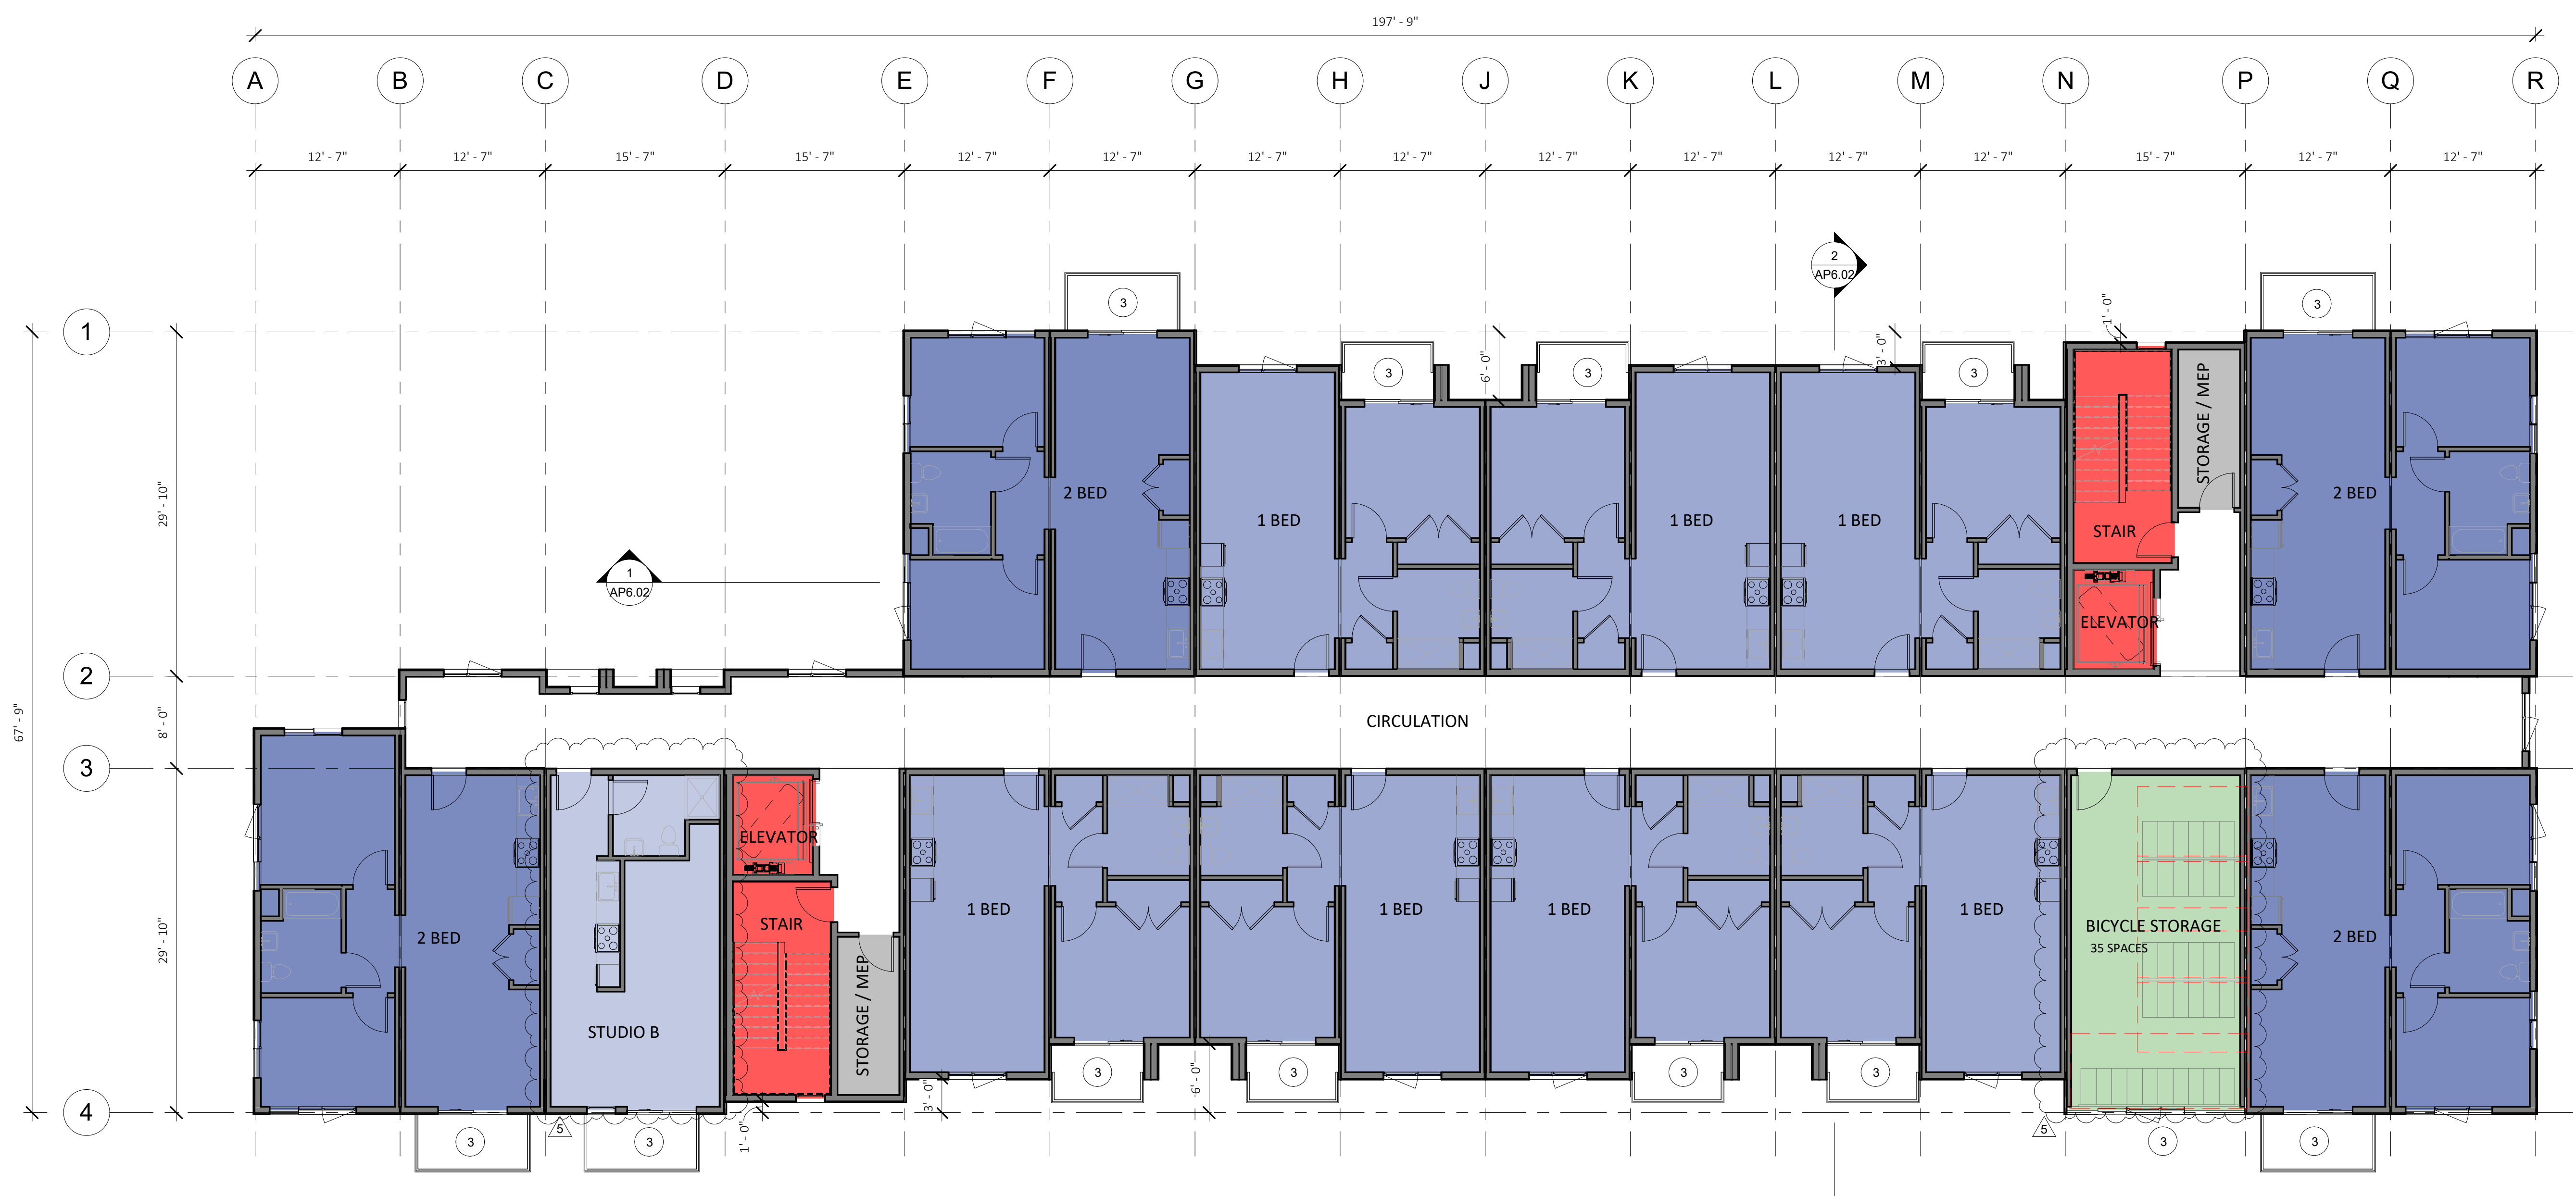 197' - 9"
A B C D E F G H J K L M N P Q R
12' - 7" 12' - 7" 15' - 7" 15' - 7" 12' - 7" 12' - 7" 12' - 7" 12' - 7" 12' - 7" 12' - 7" 12' - 7" 12' - 7" 15' - 7" 12' - 7" 12' - 7"
2
AP6.02
3
3
1
1' - 0"
6' - 0"
3' - 0"
3
3
3
STORAGE / MEP
29' - 10"
2 BED
2 BED
1 BED
1 BED
1 BED
STAIR
1
AP6.02
ELEVATOR
2
67' - 9"
8' - 0"
CIRCULATION
3
ELEVATOR
STAIR
1 BED
1 BED
1 BED
1 BED
BICYCLE STORAGE
35 SPACES
29' - 10"
2 BED
2 BED
STORAGE / MEP
STUDIO B
3
3
3
3
3' - 0"
6' - 0"
4
1' - 0"
5
5
3
3
3
3